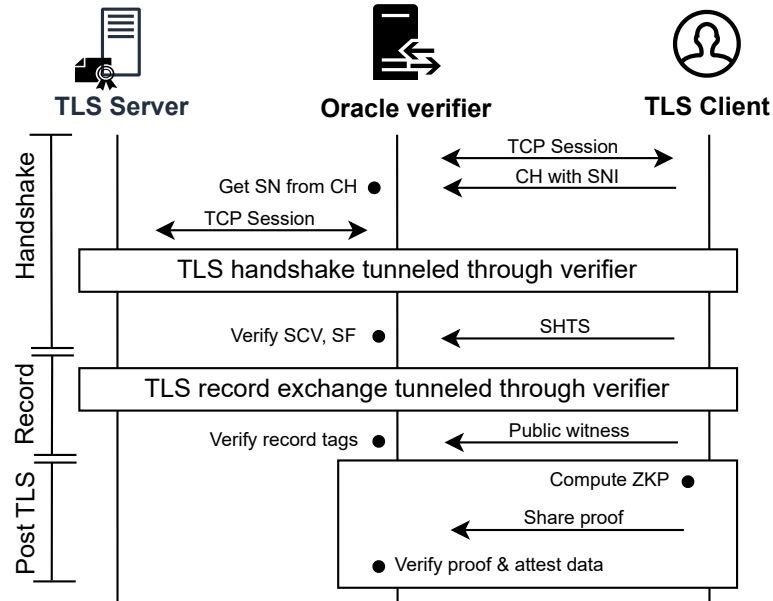 TLS Server
Oracle verifier
TLS Client
Handshake
TCP Session
CH with SNI
Get SN from CH
TCP Session
TLS handshake tunneled through verifier
SHTS
Verify SCV, SF
Record
TLS record exchange tunneled through verifier
Public witness
Verify record tags
Post TLS
Compute ZKP
Share proof
Verify proof & attest data